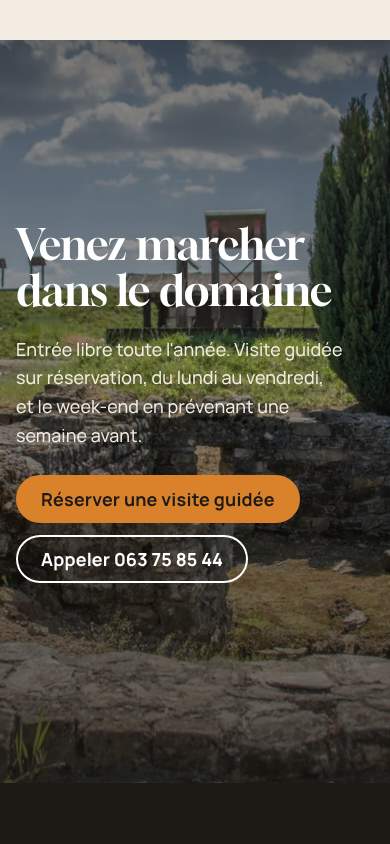 Venez marcher
dans le domaine
Entrée libre toute l'année. Visite guidée
sur réservation, du lundi au vendredi,
et le week-end en prévenant une
semaine avant.
Réserver une visite guidée
Appeler 063 75 85 44